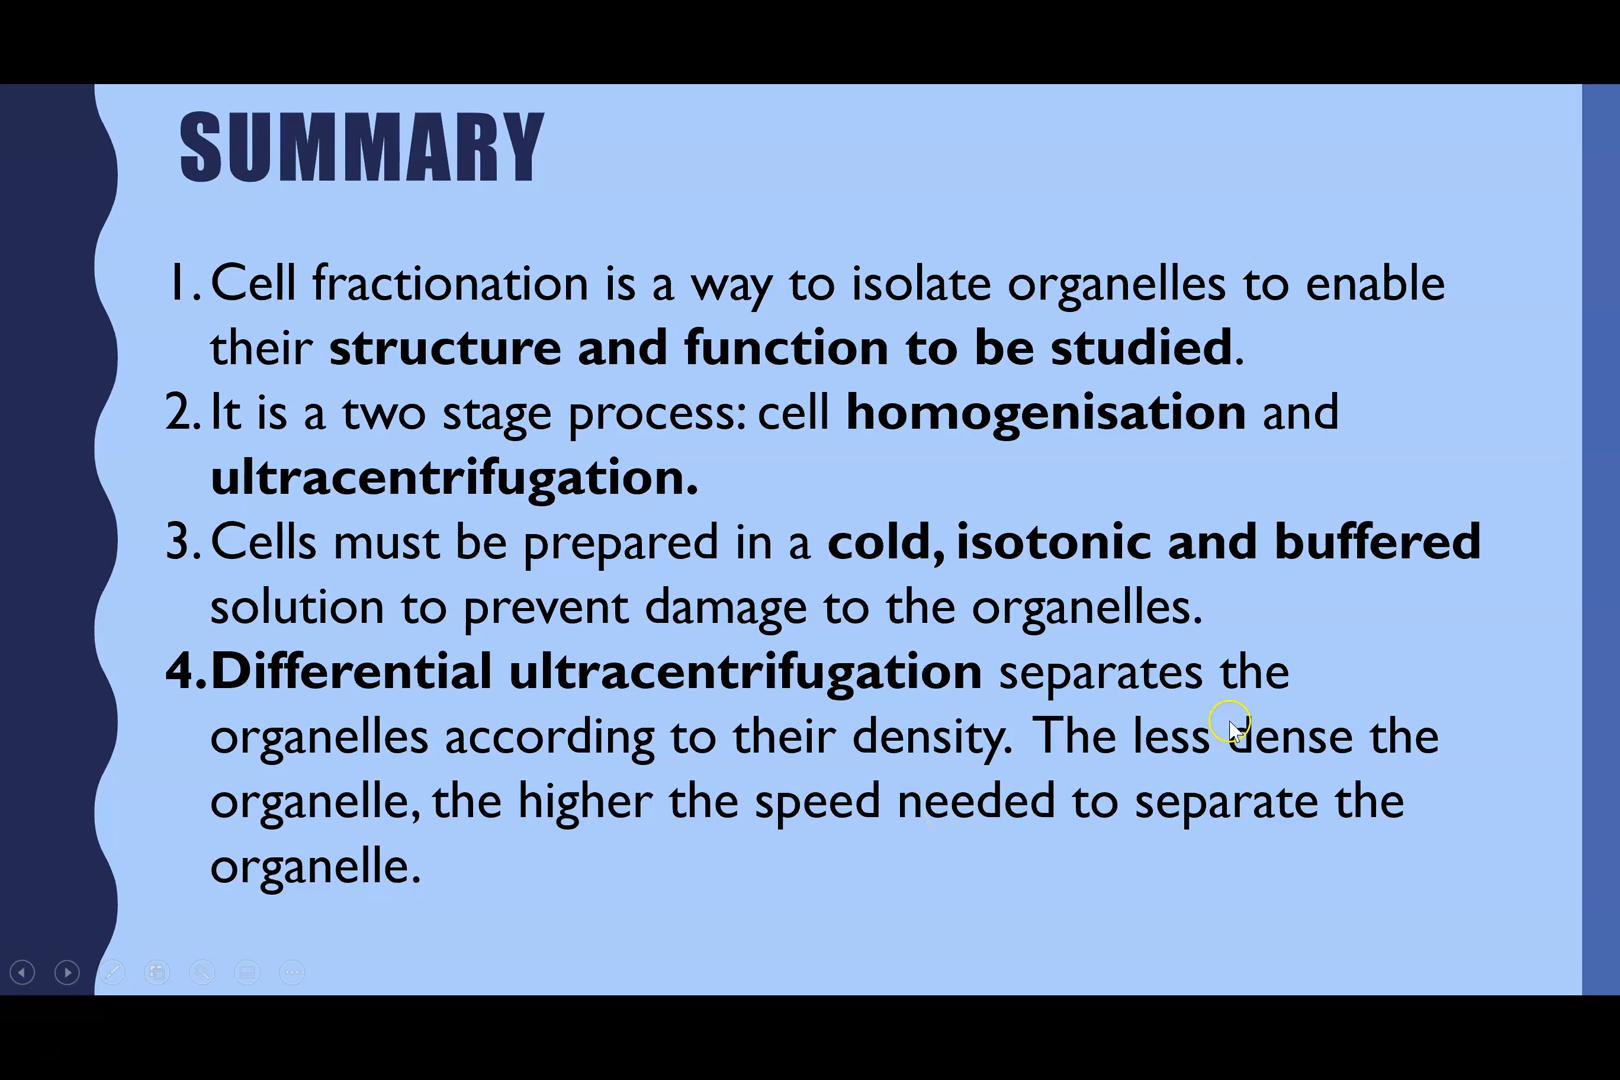 SUMMARY
1. Cell fractionation is a way to isolate organelles to enable
their structure and function to be studied.
2. It is a two stage process: cell homogenisation and
ultracentrifugation.
3. Cells must be prepared in a cold, isotonic and buffered
solution to prevent damage to the organelles.
4. Differential ultracentrifugation separates the
organelles according to their density. The less dense the
organelle, the higher the speed needed to separate the
organelle.